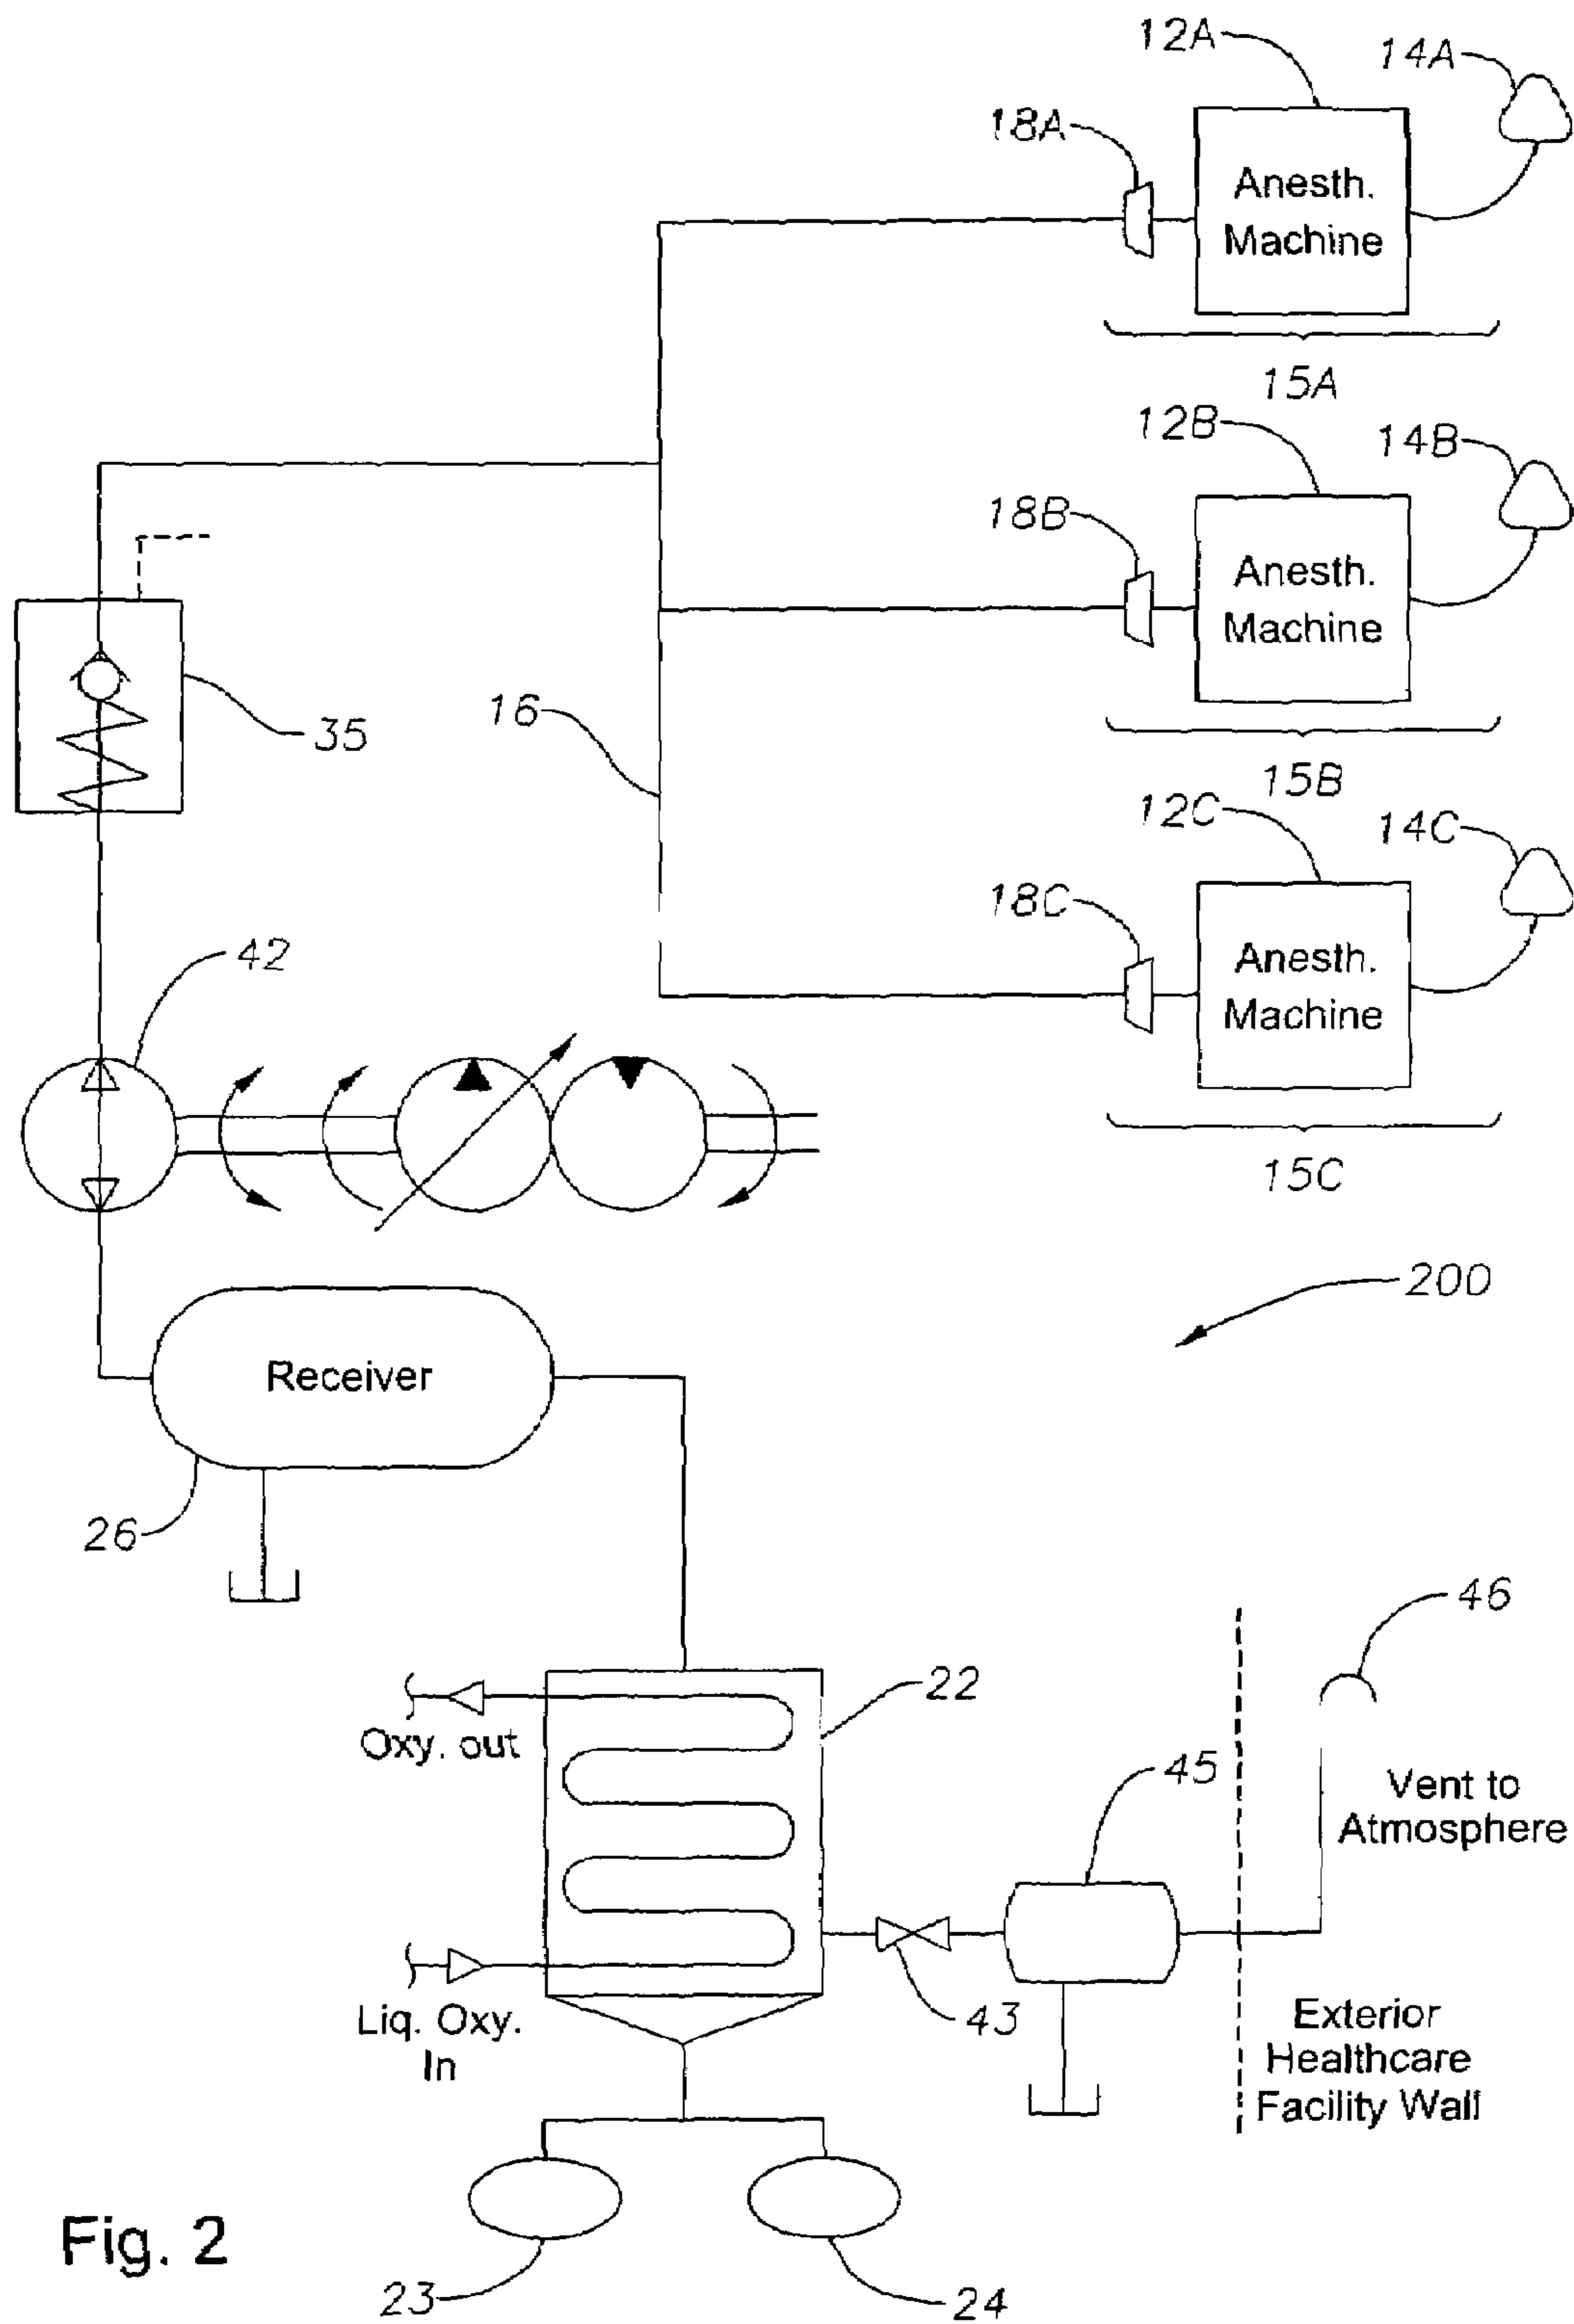 12A
14A
18A
Anesth.
Machine
15A
12B
14B
18B
Anesth.
Machine
35
16
15B
12C
14C
18C
42
Anesth.
Machine
15C
200
Receiver
26
46
22
Oxy. out
45
Vent to
Atmosphere
Liq. Oxy.
In
43
Exterior
Healthcare
Facility Wall
Fig. 2
23
24